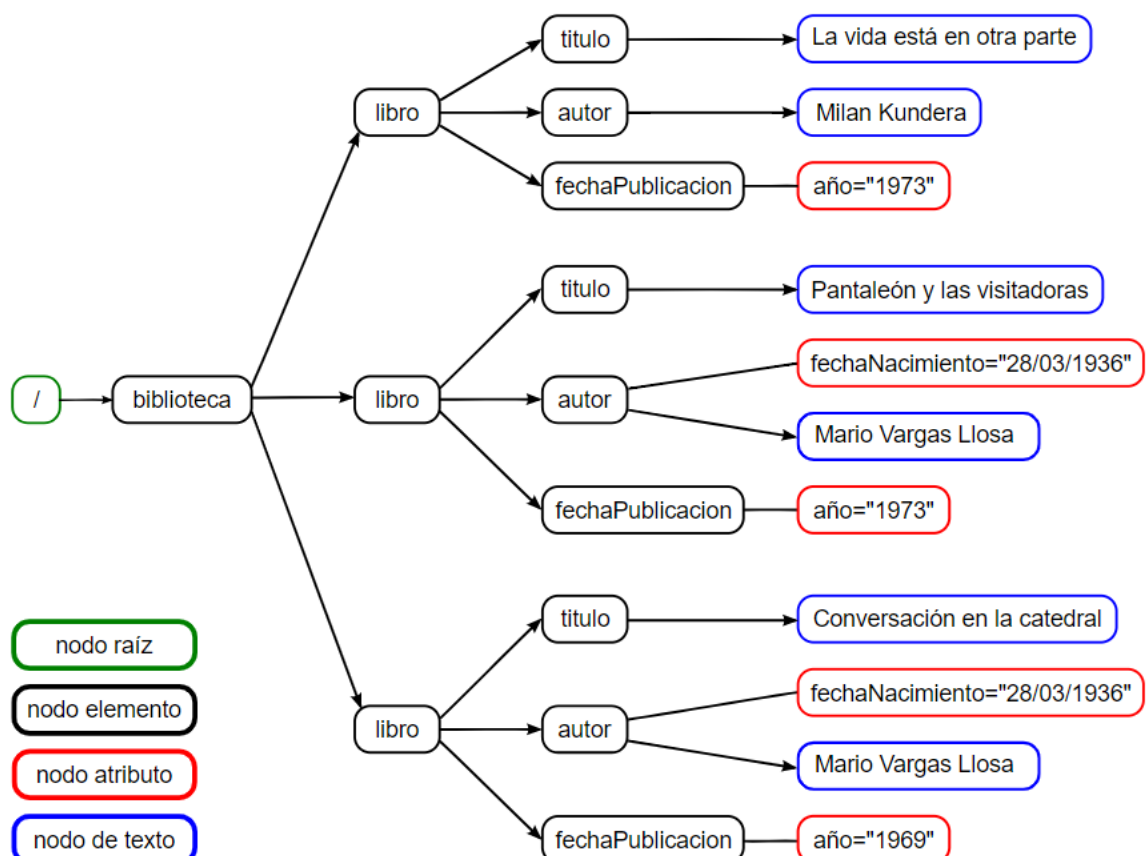 titulo
La vida está en otra parte
libro
autor
Milan Kundera
fechaPublicacion
año="1973"
titulo
Pantaleón y las visitadoras
fechaNacimiento="28/03/1936"
/
biblioteca
libro
autor
Mario Vargas Llosa
fechaPublicacion
año="1973"
titulo
Conversación en la catedral
fechaNacimiento="28/03/1936"
libro
autor
Mario Vargas Llosa
fechaPublicacion
año="1969"
nodo raíz
nodo elemento
nodo atributo
nodo de texto